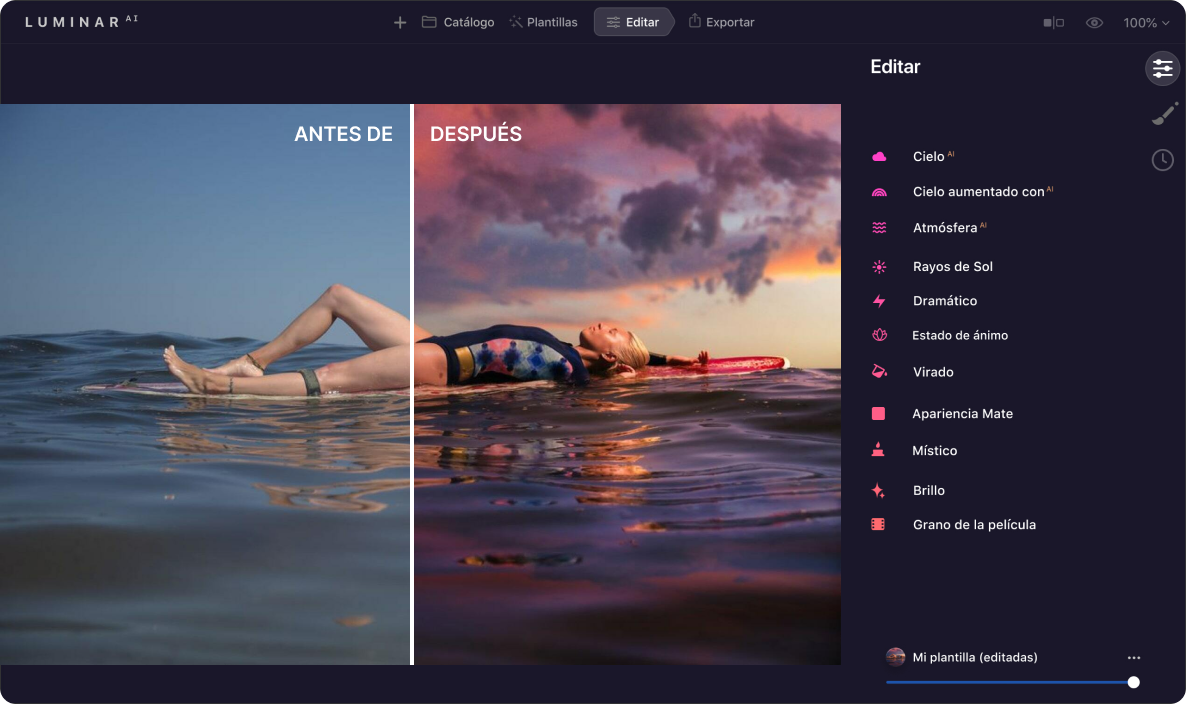 LUMINAR AI
Catálogo
Plantillas
Editar
Exportar
100%
Editar
ANTES DE
DESPUÉS
Cielo AI
Cielo aumentado con AI
Atmósfera AI
Rayos de Sol
Dramático
Estado de ánimo
Virado
Apariencia Mate
Místico
Brillo
Grano de la película
Mi plantilla (editadas)